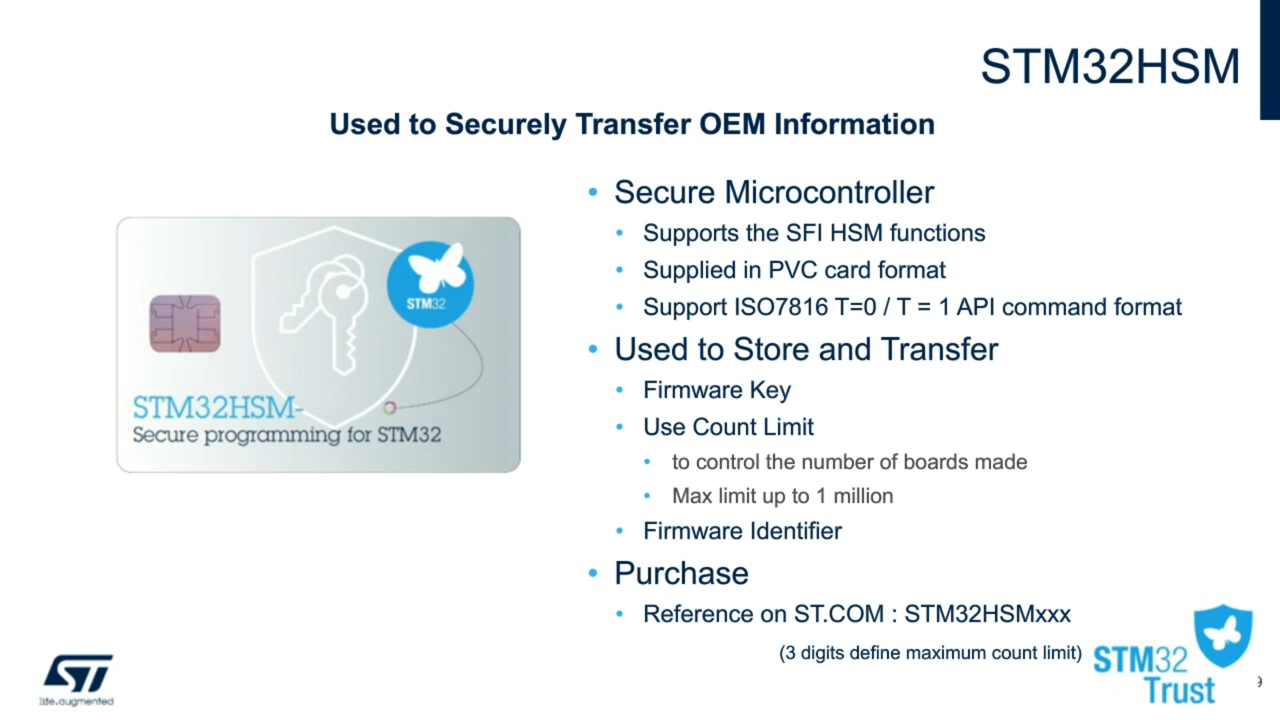 STM32HSM
Used to Securely Transfer OEM Information
STM32
STM32HSM-
Secure programming for STM32
• Secure Microcontroller
• Supports the SFI HSM functions
• Supplied in PVC card format
• Support ISO7816 T=0 / T = 1 API command format
• Used to Store and Transfer
• Firmware Key
• Use Count Limit
• to control the number of boards made
• Max limit up to 1 million
• Firmware Identifier
• Purchase
• Reference on ST.COM : STM32HSMxxx
(3 digits define maximum count limit)
ST
life.augmented
STM32
Trust
9